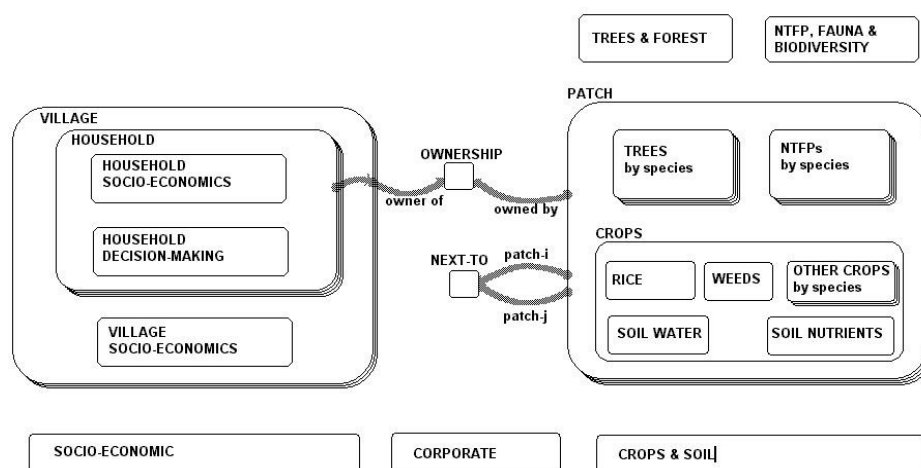 TREES & FOREST
NTFP, FAUNA &
BIODIVERSITY
VILLAGE
HOUSEHOLD
HOUSEHOLD
SOCIO-ECONOMICS
HOUSEHOLD
DECISION-MAKING
VILLAGE
SOCIO-ECONOMICS
OWNERSHIP
owner of
owned by
NEXT-TO
patch-i
patch-j
PATCH
TREES
by species
NTFPs
by species
CROPS
RICE
WEEDS
OTHER CROPS
by species
SOIL WATER
SOIL NUTRIENTS
SOCIO-ECONOMIC
CORPORATE
CROPS & SOIL